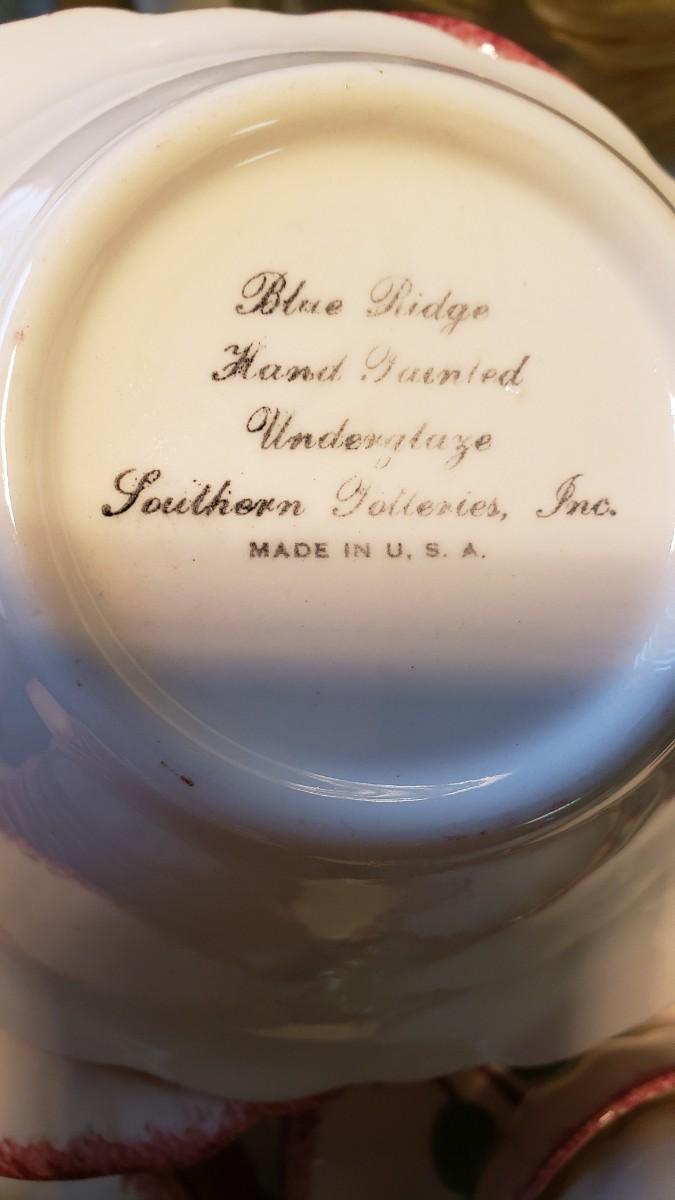 Blue Ridge
Hand Painted
Underglaze
Southern Potteries, Inc.
MADE IN U. S. A.